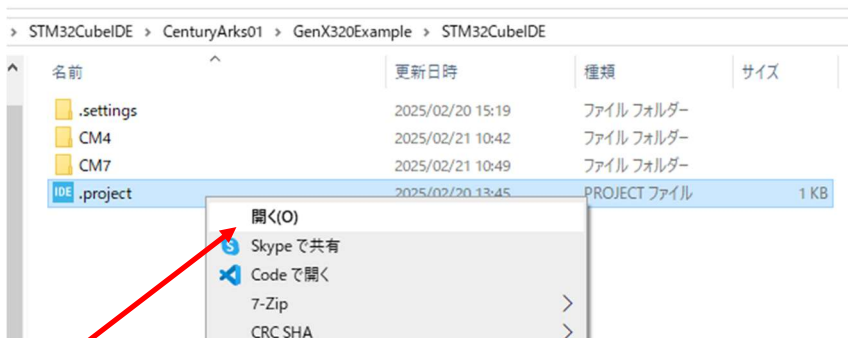 > STM32CubeIDE > CenturyArks01 > GenX320Example > STM32CubeIDE
名前 更新日時 種類 サイズ
.settings 2025/02/20 15:19 ファイル フォルダー
CM4 2025/02/21 10:42 ファイル フォルダー
CM7 2025/02/21 10:49 ファイル フォルダー
IDE .project 2025/02/20 13:45 PROJECT ファイル 1 KB
開く(O)
Skype で共有
Code で開く
7-Zip
CRC SHA